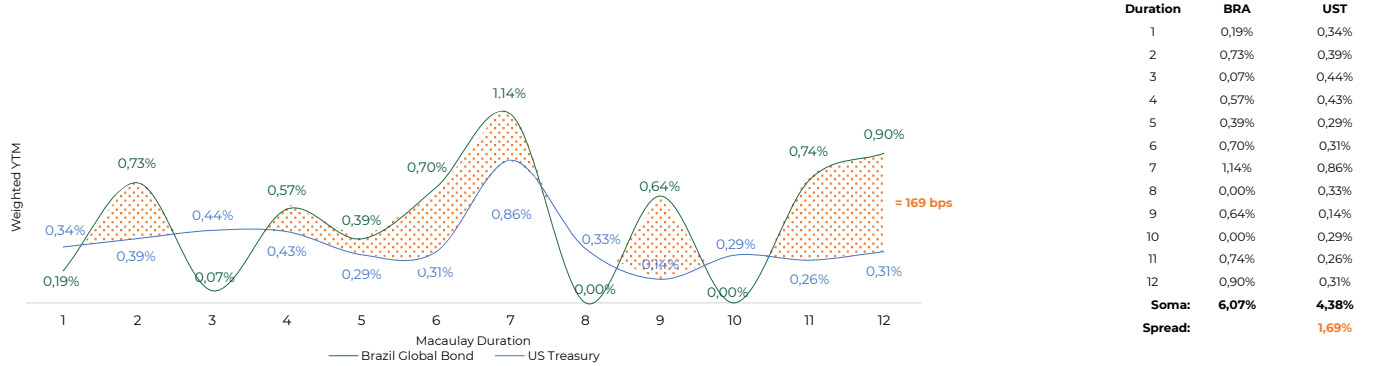 Duration BRA UST
1 0,19% 0,34%
2 0,73% 0,39%
3 0,07% 0,44%
4 0,57% 0,43%
5 0,39% 0,29%
6 0,70% 0,31%
7 1,14% 0,86%
8 0,00% 0,33%
9 0,64% 0,14%
10 0,00% 0,29%
11 0,74% 0,26%
12 0,90% 0,31%
Soma: 6,07% 4,38%
Spread: 1,69%
Weighted YTM
1,14%
0,90%
0,74%
0,73%
0,70%
0,64%
0,57%
= 169 bps
0,44%
0,39%
0,86%
0,34%
0,33%
0,29%
0,43%
0,39%
0,14%
0,29%
0,31%
0,31%
0,26%
0,19%
0,07%
0,00%
0,00%
1 2 3 4 5 6 7 8 9 10 11 12
Macaulay Duration
Brazil Global Bond US Treasury